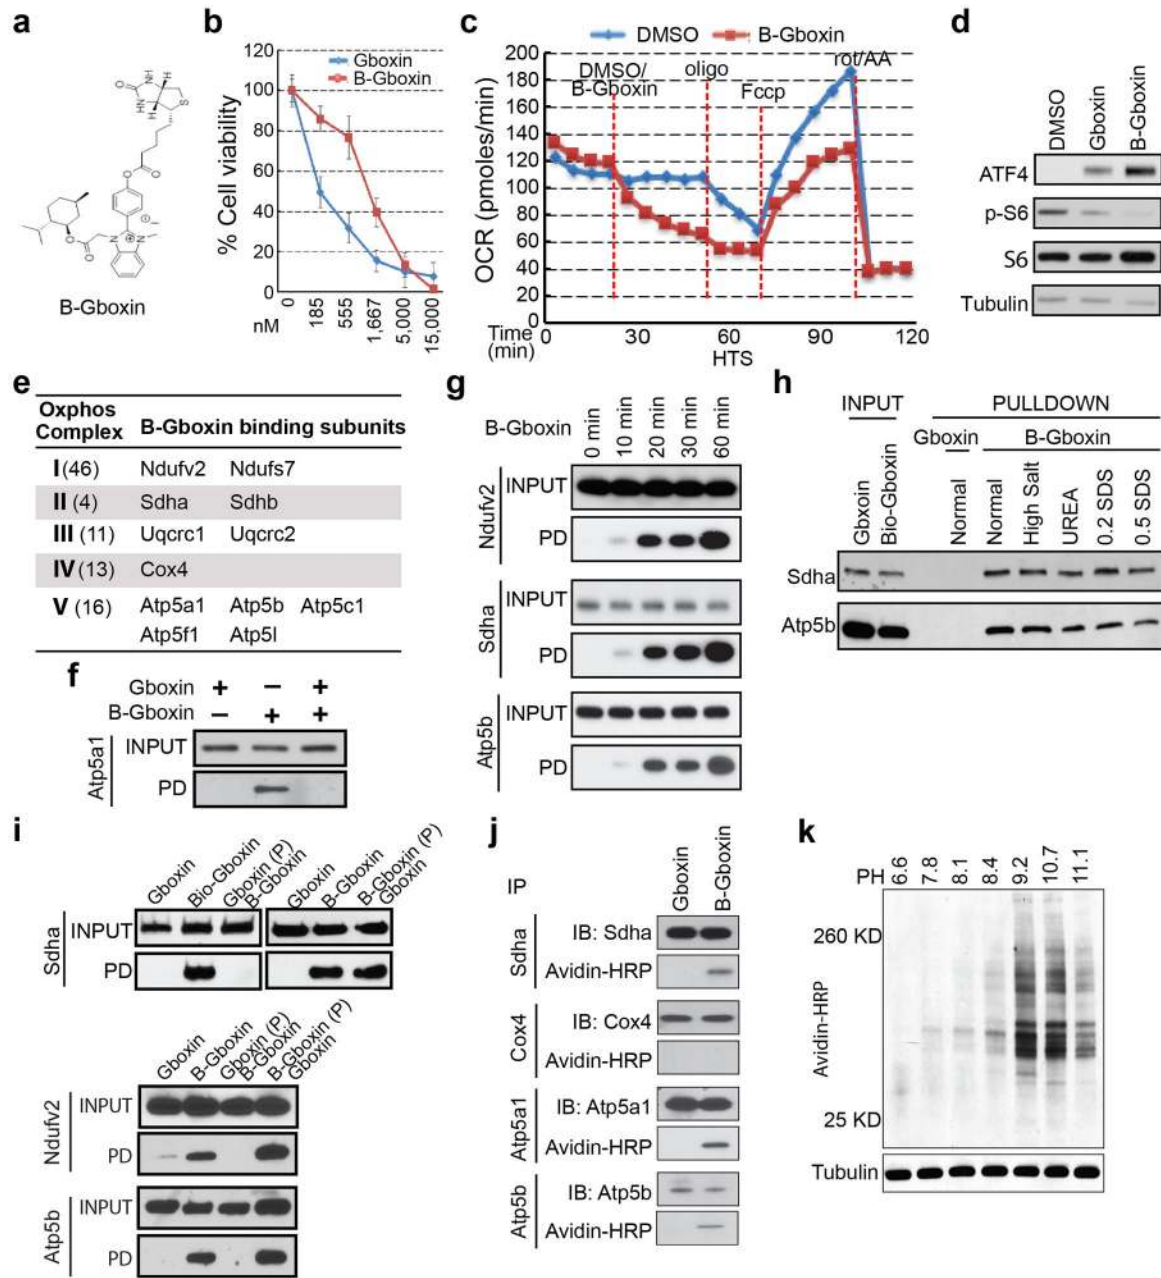 a
B-Gboxin
b
% Cell viability
120
100
80
60
40
20
0
Gboxin
B-Gboxin
nM
0
185
555
1,667
5,000
15,000
c
DMSO
B-Gboxin
OCR (pmoles/min)
200
180
160
140
120
100
80
60
40
20
0
DMSO/
B-Gboxin
oligo
Fccp
rot/AA
Time
(min)
0
30
60
90
120
HTS
d
DMSO
Gboxin
B-Gboxin
ATF4
p-S6
S6
Tubulin
e
Oxphos
Complex
B-Gboxin binding subunits
I (46) Ndufv2 Ndufs7
II (4) Sdha Sdhb
III (11) Uqcrc1 Uqcrc2
IV (13) Cox4
V (16) Atp5a1 Atp5b Atp5c1
Atp5f1 Atp5l
f
Gboxin + − +
B-Gboxin − + +
Atp5a1
INPUT
PD
g
B-Gboxin
0 min
10 min
20 min
30 min
60 min
Ndufv2
INPUT
PD
Sdha
INPUT
PD
Atp5b
INPUT
PD
h
INPUT
PULLDOWN
Gboxin
B-Gboxin
Gbxoin
Bio-Gboxin
Normal
Normal
High Salt
UREA
0.2 SDS
0.5 SDS
Sdha
Atp5b
i
Gboxin
Bio-Gboxin
Gboxin (P)
B-Gboxin
Gboxin
B-Gboxin
B-Gboxin (P)
Gboxin
Sdha
INPUT
PD
Gboxin
B-Gboxin
Gboxin (P)
B-Gboxin
B-Gboxin (P)
Gboxin
Ndufv2
INPUT
PD
Atp5b
INPUT
PD
j
IP
Gboxin
B-Gboxin
Sdha
IB: Sdha
Avidin-HRP
Cox4
IB: Cox4
Avidin-HRP
Atp5a1
IB: Atp5a1
Avidin-HRP
Atp5b
IB: Atp5b
Avidin-HRP
k
PH
6.6
7.8
8.1
8.4
9.2
10.7
11.1
Avidin-HRP
260 KD
25 KD
Tubulin